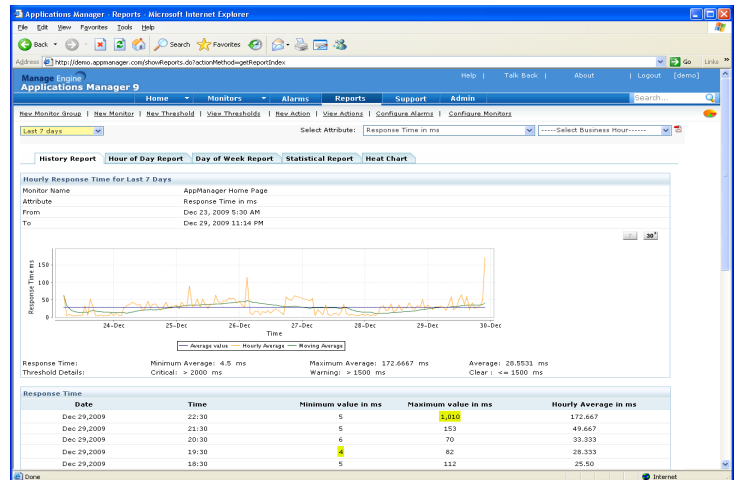 Applications Manager - Reports - Microsoft Internet Explorer
File Edit View Favorites Tools Help
Back Search Favorites
Address http://demo.appmanager.com/showReports.do?actionMethod=getReportIndex Go Links »
Manage Engine Help | Talk Back | About | Logout [demo]
Applications Manager 9
Home Monitors Alarms Reports Support Admin Search...
New Monitor Group | New Monitor | New Threshold | View Thresholds | New Action | View Actions | Configure Alarms | Configure Monitors
Last 7 days Select Attribute: Response Time in ms -----Select Business Hour------
History Report Hour of Day Report Day of Week Report Statistical Report Heat Chart
Hourly Response Time for Last 7 Days
Monitor Name AppManager Home Page
Attribute Response Time in ms
From Dec 23, 2009 5:30 AM
To Dec 29, 2009 11:14 PM
30
Response Time ms
150
100
50
0
24-Dec 25-Dec 26-Dec 27-Dec 28-Dec 29-Dec 30-Dec
Time
Average value Hourly Average Moving Average
Response Time: Minimum Average: 4.5 ms Maximum Average: 172.6667 ms Average: 28.5531 ms
Threshold Details: Critical: > 2000 ms Warning: > 1500 ms Clear : <= 1500 ms
Response Time
Date Time Minimum value in ms Maximum value in ms Hourly Average in ms
Dec 29,2009 22:30 5 1,010 172.667
Dec 29,2009 21:30 5 153 49.667
Dec 29,2009 20:30 6 70 33.333
Dec 29,2009 19:30 4 82 28.333
Dec 29,2009 18:30 5 112 25.50
Done Internet